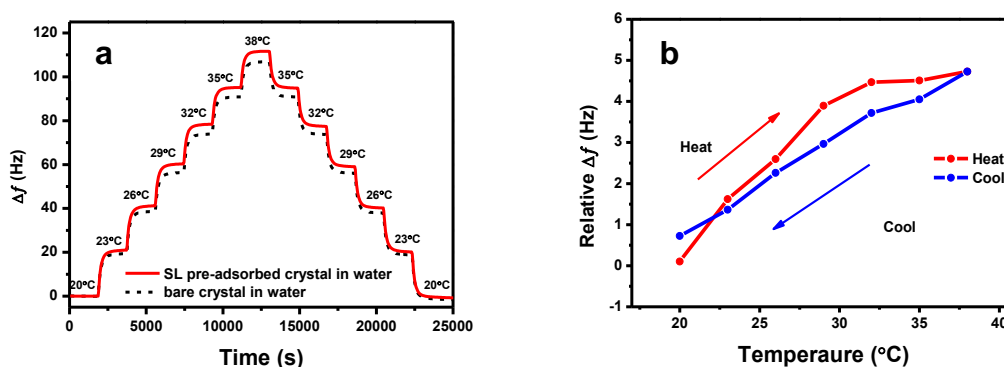 a
120
100
80
60
40
20
0
Δf (Hz)
20°C
23°C
26°C
29°C
32°C
35°C
38°C
35°C
32°C
29°C
26°C
23°C
20°C
SL pre-adsorbed crystal in water
bare crystal in water
0 5000 10000 15000 20000 25000
Time (s)
b
6
5
4
3
2
1
0
-1
Relative Δf (Hz)
Heat
Cool
Heat
Cool
20 25 30 35 40
Temperaure (°C)